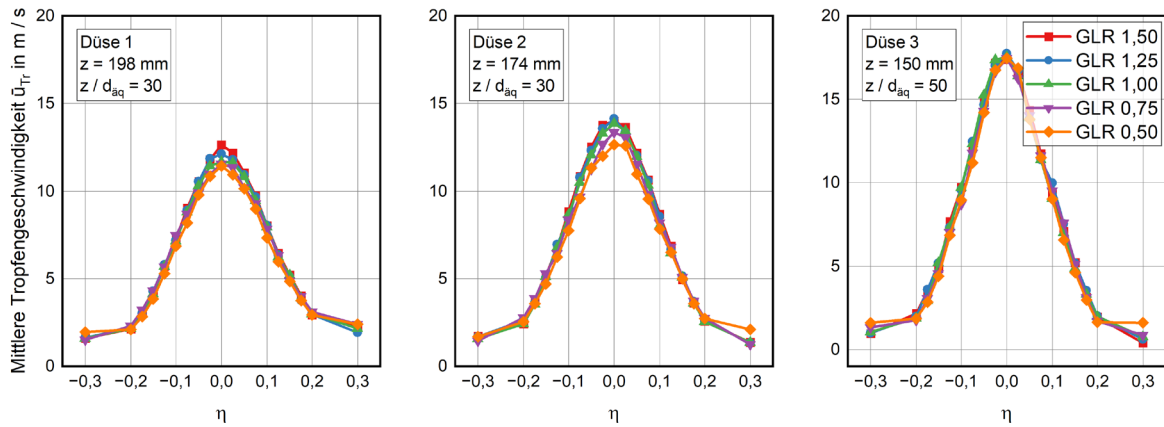 Mittlere Tropfengeschwindigkeit ū_Tr. in m / s
20
15
10
5
0
Düse 1
z = 198 mm
z / d_äq = 30
−0,3 −0,2 −0,1 0,0 0,1 0,2 0,3
η
20
15
10
5
0
Düse 2
z = 174 mm
z / d_äq = 30
−0,3 −0,2 −0,1 0,0 0,1 0,2 0,3
η
20
15
10
5
0
Düse 3
z = 150 mm
z / d_äq = 50
GLR 1,50
GLR 1,25
GLR 1,00
GLR 0,75
GLR 0,50
−0,3 −0,2 −0,1 0,0 0,1 0,2 0,3
η